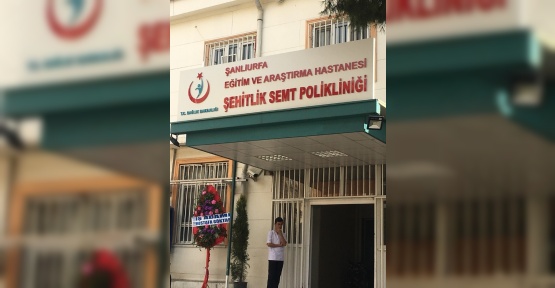 ŞANLIURFA
EĞİTİM VE ARAŞTIRMA HASTANESİ
ŞEHİTLİK SEMT POLİKLİNİĞİ
T.C. SAĞLIK BAKANLIĞI